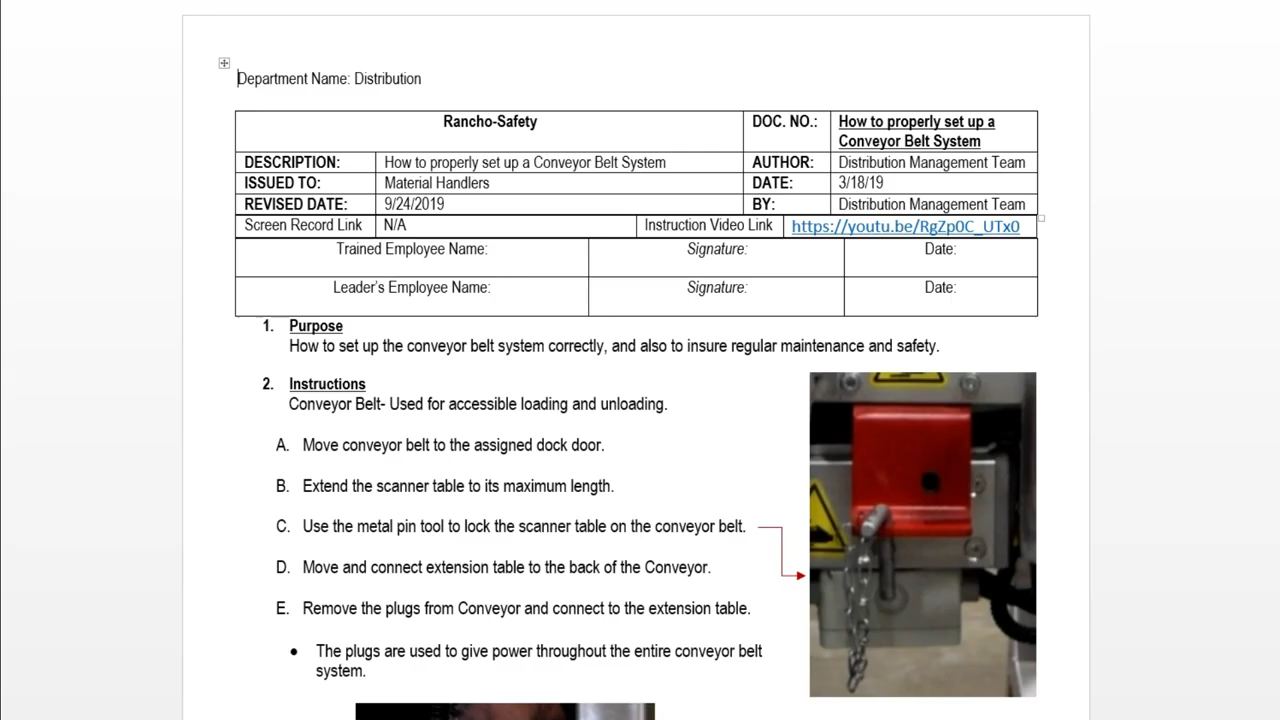 Department Name: Distribution
Rancho-Safety
DOC. NO.:
How to properly set up a
Conveyor Belt System
DESCRIPTION:
How to properly set up a Conveyor Belt System
AUTHOR:
Distribution Management Team
ISSUED TO:
Material Handlers
DATE:
3/18/19
REVISED DATE:
9/24/2019
BY:
Distribution Management Team
Screen Record Link
N/A
Instruction Video Link
https://youtu.be/RgZp0C_UTx0
Trained Employee Name:
Signature:
Date:
Leader's Employee Name:
Signature:
Date:
1. Purpose
How to set up the conveyor belt system correctly, and also to insure regular maintenance and safety.
2. Instructions
Conveyor Belt- Used for accessible loading and unloading.
A. Move conveyor belt to the assigned dock door.
B. Extend the scanner table to its maximum length.
C. Use the metal pin tool to lock the scanner table on the conveyor belt.
D. Move and connect extension table to the back of the Conveyor.
E. Remove the plugs from Conveyor and connect to the extension table.
• The plugs are used to give power throughout the entire conveyor belt
system.